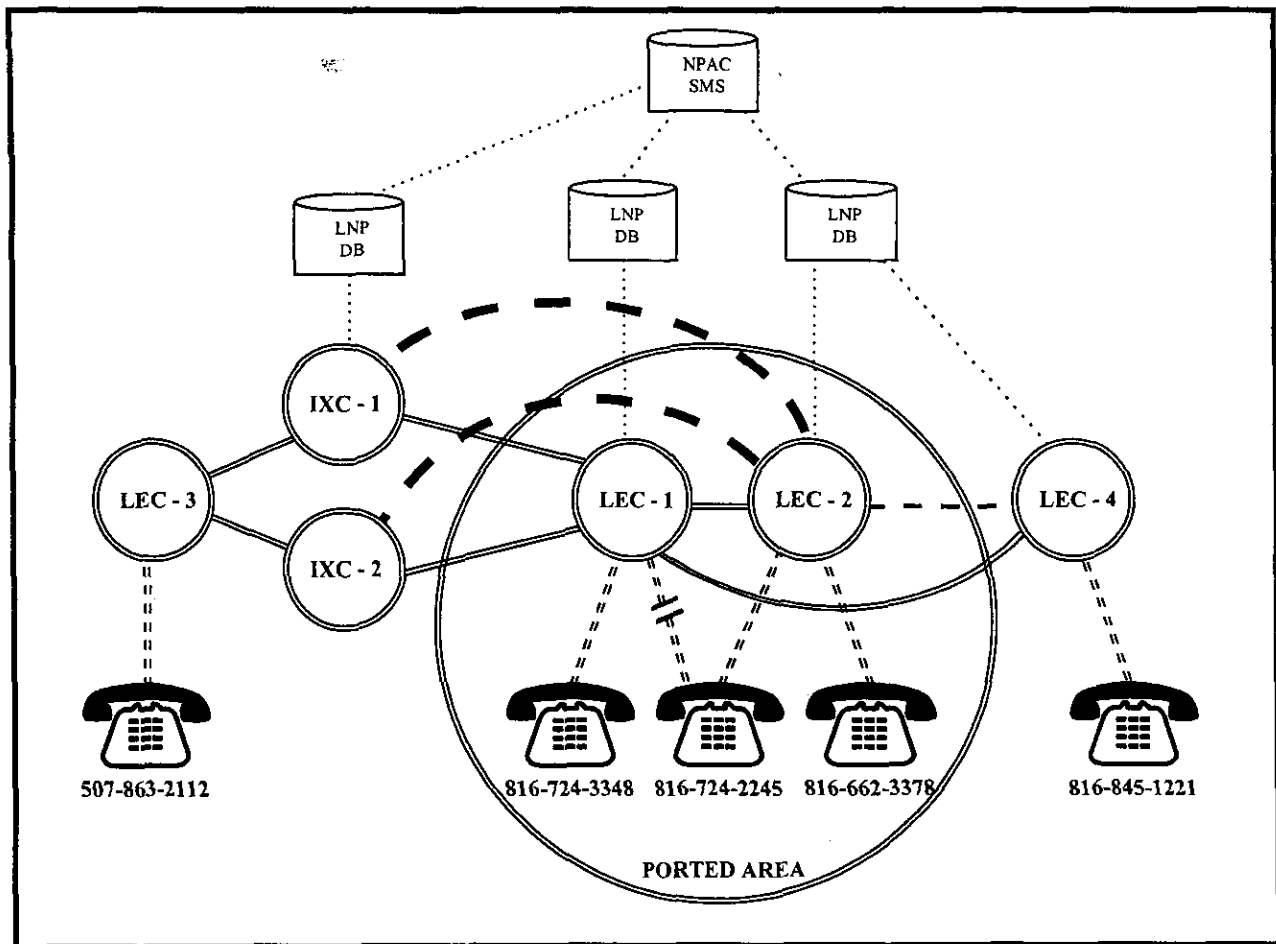 NPAC
SMS
LNP
DB
LNP
DB
LNP
DB
IXC - 1
LEC - 3
LEC - 1
LEC - 2
LEC - 4
IXC - 2
507-863-2112
816-724-3348
816-724-2245
816-662-3378
816-845-1221
PORTED AREA